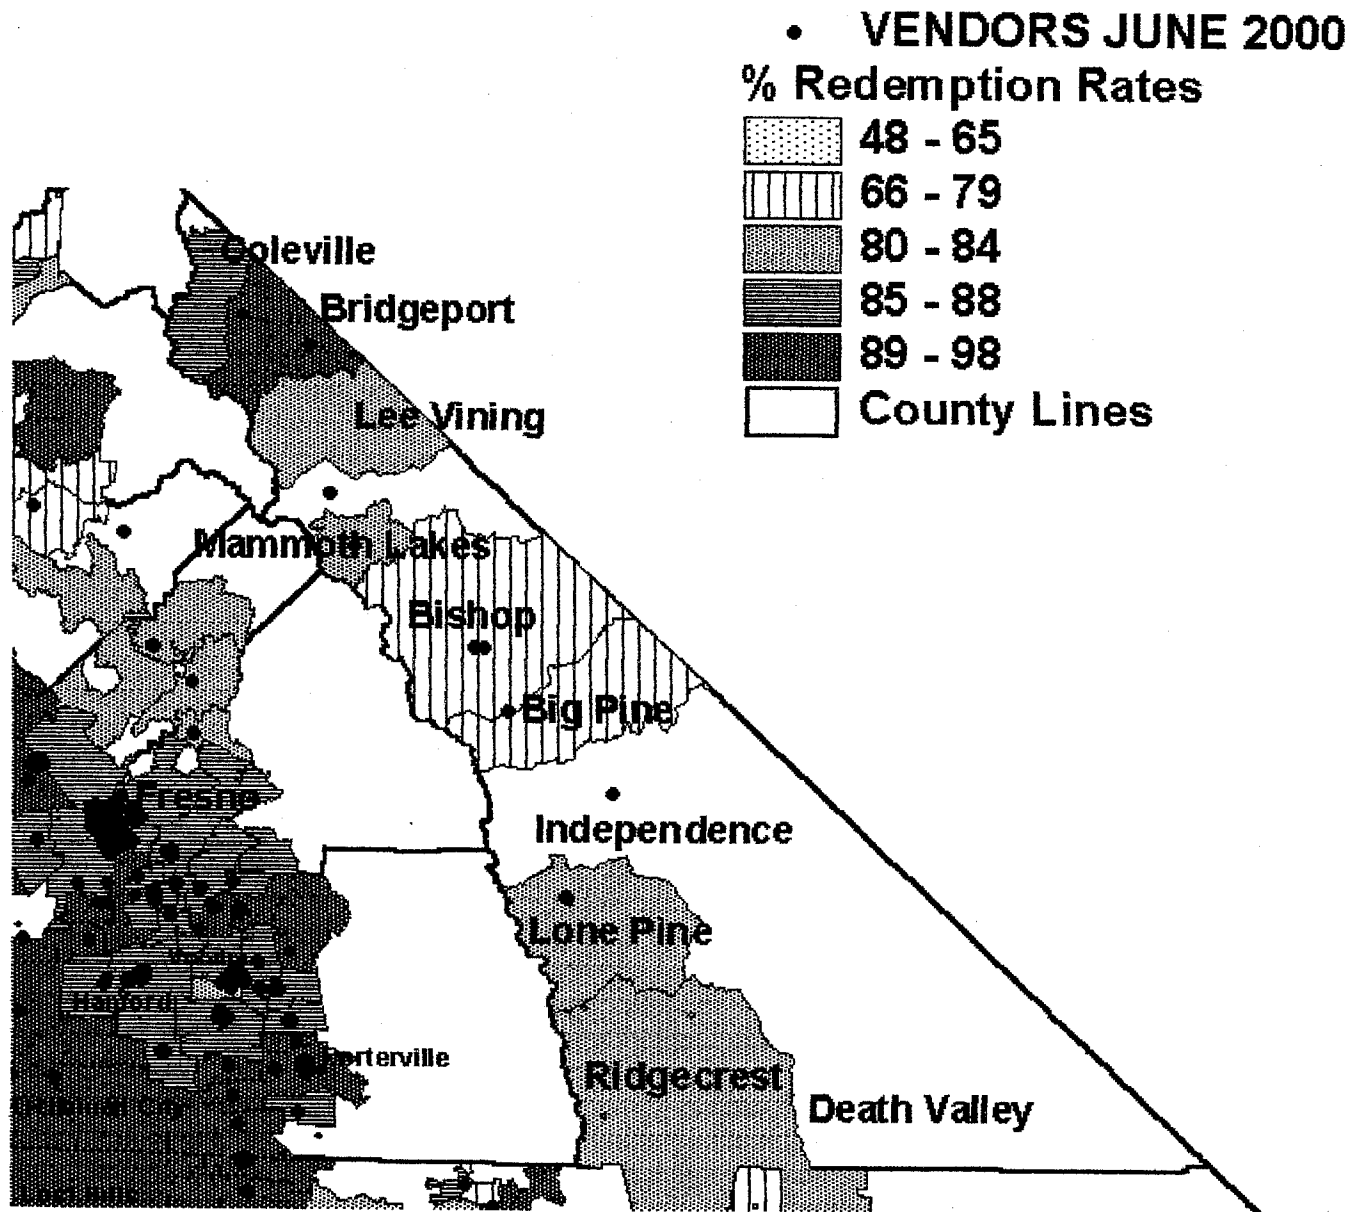 VENDORS JUNE 2000
% Redemption Rates
48 - 65
66 - 79
80 - 84
85 - 88
89 - 98
County Lines
Coleville
Bridgeport
Lee Vining
Mammoth Lakes
Bishop
Big Pine
Fresno
Independence
Lone Pine
Hanford
Porterville
Ridgecrest
Death Valley